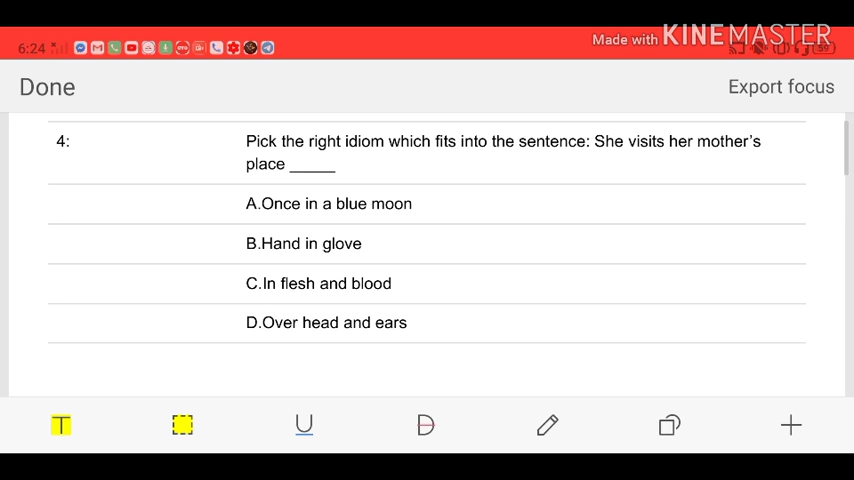 Made with KINEMASTER
6:24
Done
Export focus
4:
Pick the right idiom which fits into the sentence: She visits her mother's
place _____
A.Once in a blue moon
B.Hand in glove
C.In flesh and blood
D.Over head and ears
T
U
D